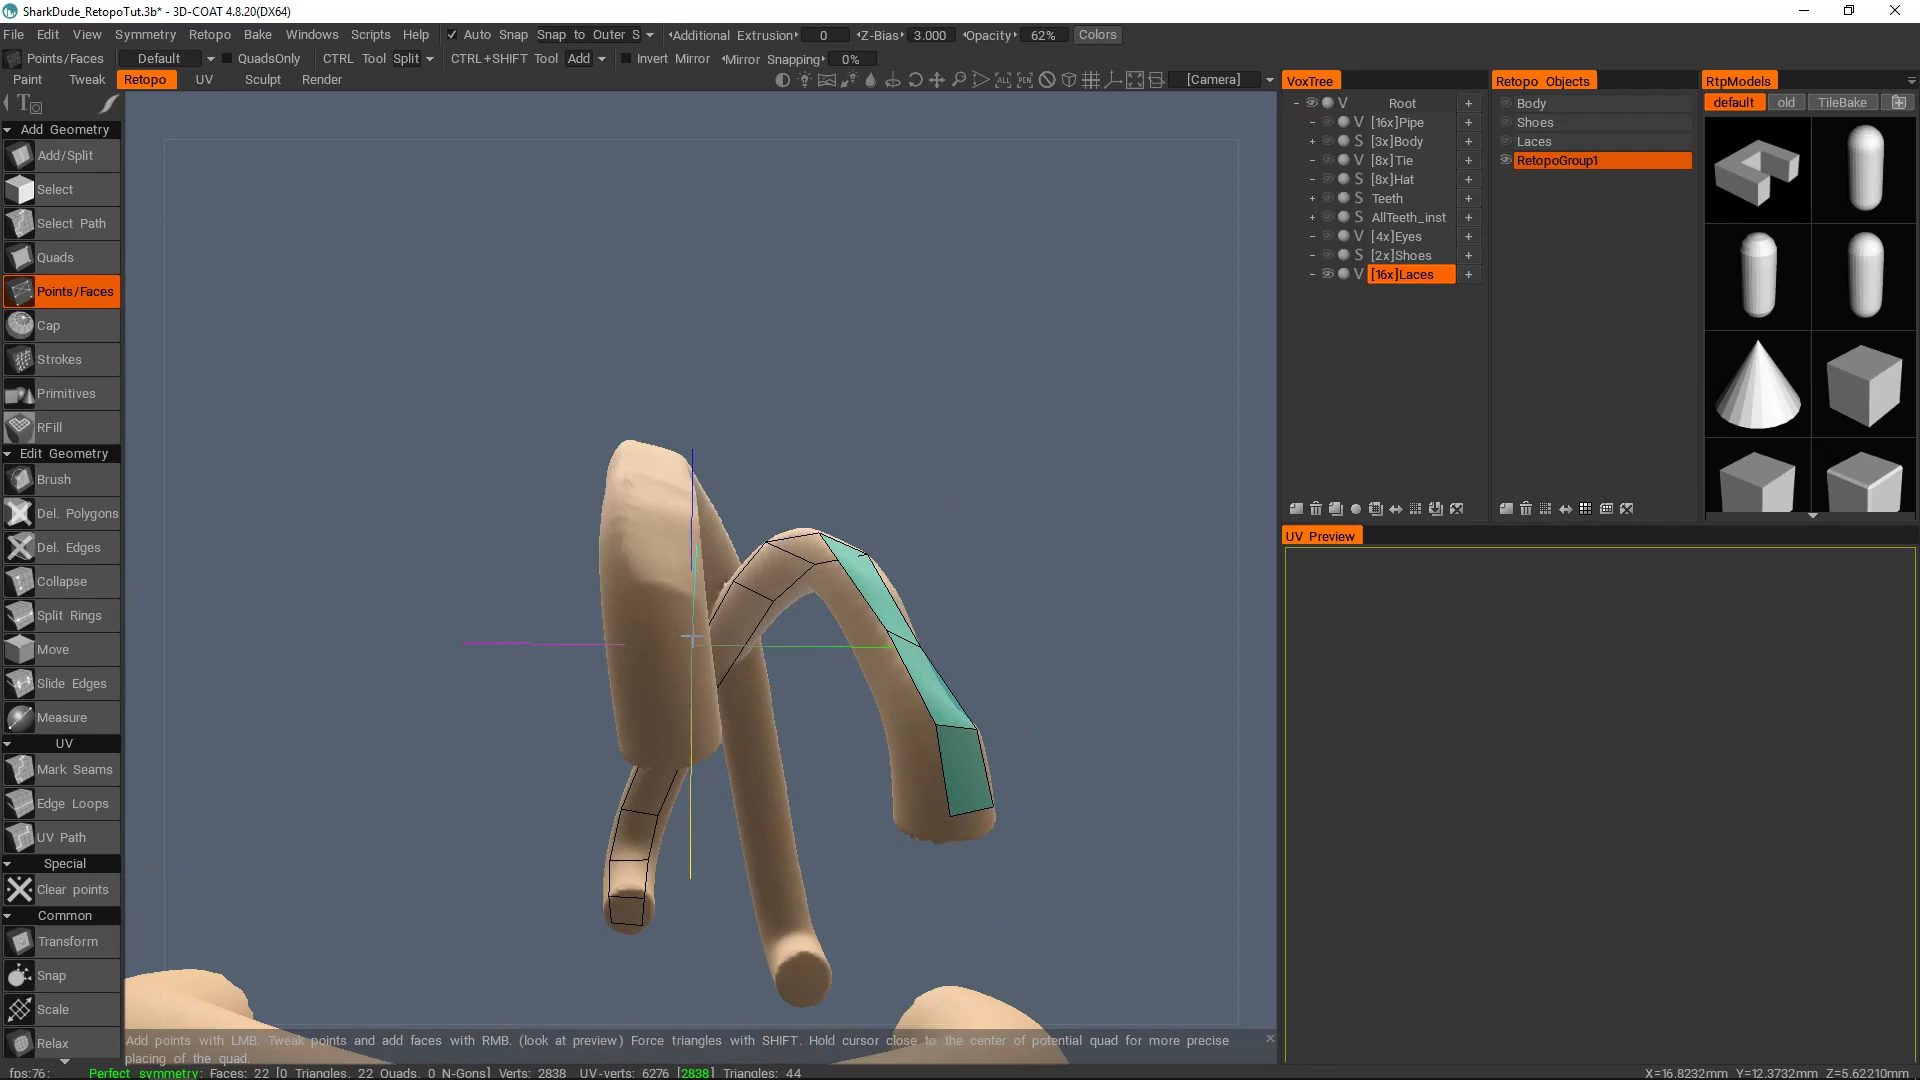 SharkDude_RetopoTut.3b* - 3D-COAT 4.8.20(DX64)
File Edit View Symmetry Retopo Bake Windows Scripts Help Auto Snap Snap to Outer S Additional Extrusion 0 Z-Bias 3.000 Opacity 62% Colors
Points/Faces Default QuadsOnly CTRL Tool Split CTRL+SHIFT Tool Add Invert Mirror Mirror Snapping 0%
Paint Tweak Retopo UV Sculpt Render [Camera]
VoxTree
Root
[16x]Pipe
[3x]Body
[8x]Tie
[8x]Hat
Teeth
AllTeeth_inst
[4x]Eyes
[2x]Shoes
[16x]Laces
Retopo Objects
Body
Shoes
Laces
RetopoGroup1
RtpModels
default old TileBake
UV Preview
Add Geometry
Add/Split
Select
Select Path
Quads
Points/Faces
Cap
Strokes
Primitives
RFill
Edit Geometry
Brush
Del. Polygons
Del. Edges
Collapse
Split Rings
Move
Slide Edges
Measure
UV
Mark Seams
Edge Loops
UV Path
Special
Clear points
Common
Transform
Snap
Scale
Relax
Add points with LMB. Tweak points and add faces with RMB. (look at preview) Force triangles with SHIFT. Hold cursor close to the center of potential quad for more precise
placing of the quad.
fps:76; Perfect symmetry; Faces: 22 [0 Triangles, 22 Quads, 0 N-Gons] Verts: 2838 UV-verts: 6276 [2838] Triangles: 44 X=16.8232mm Y=12.3732mm Z=5.62210mm